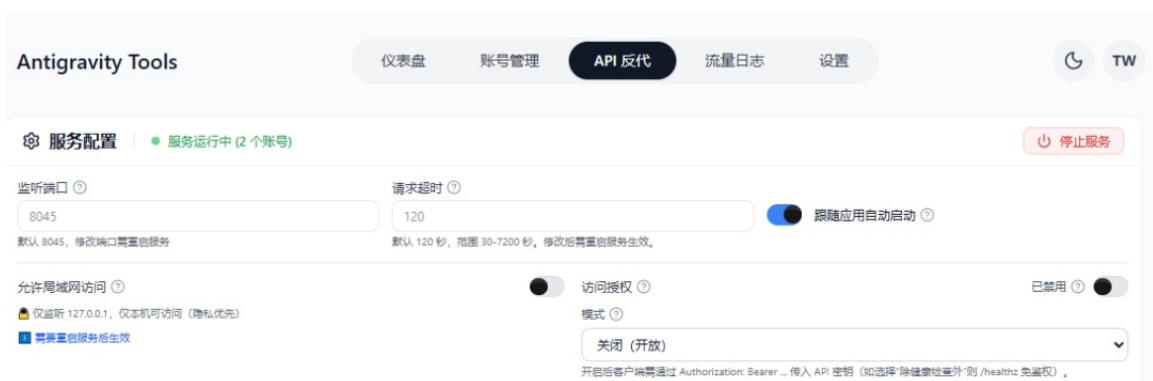 Antigravity Tools
仪表盘
账号管理
API 反代
流量日志
设置
TW
服务配置
服务运行中 (2 个账号)
停止服务
监听端口
请求超时
8045
120
跟随应用自动启动
默认 8045，修改端口需重启服务
默认 120 秒，范围 30-7200 秒。修改后需重启服务生效。
允许局域网访问
访问授权
已禁用
仅监听 127.0.0.1，仅本机可访问（隐私优先）
模式
需要重启服务后生效
关闭（开放）
开启后客户端需通过 Authorization: Bearer ... 传入 API 密钥（如选择“除健康检查外”则 /healthz 免鉴权）。